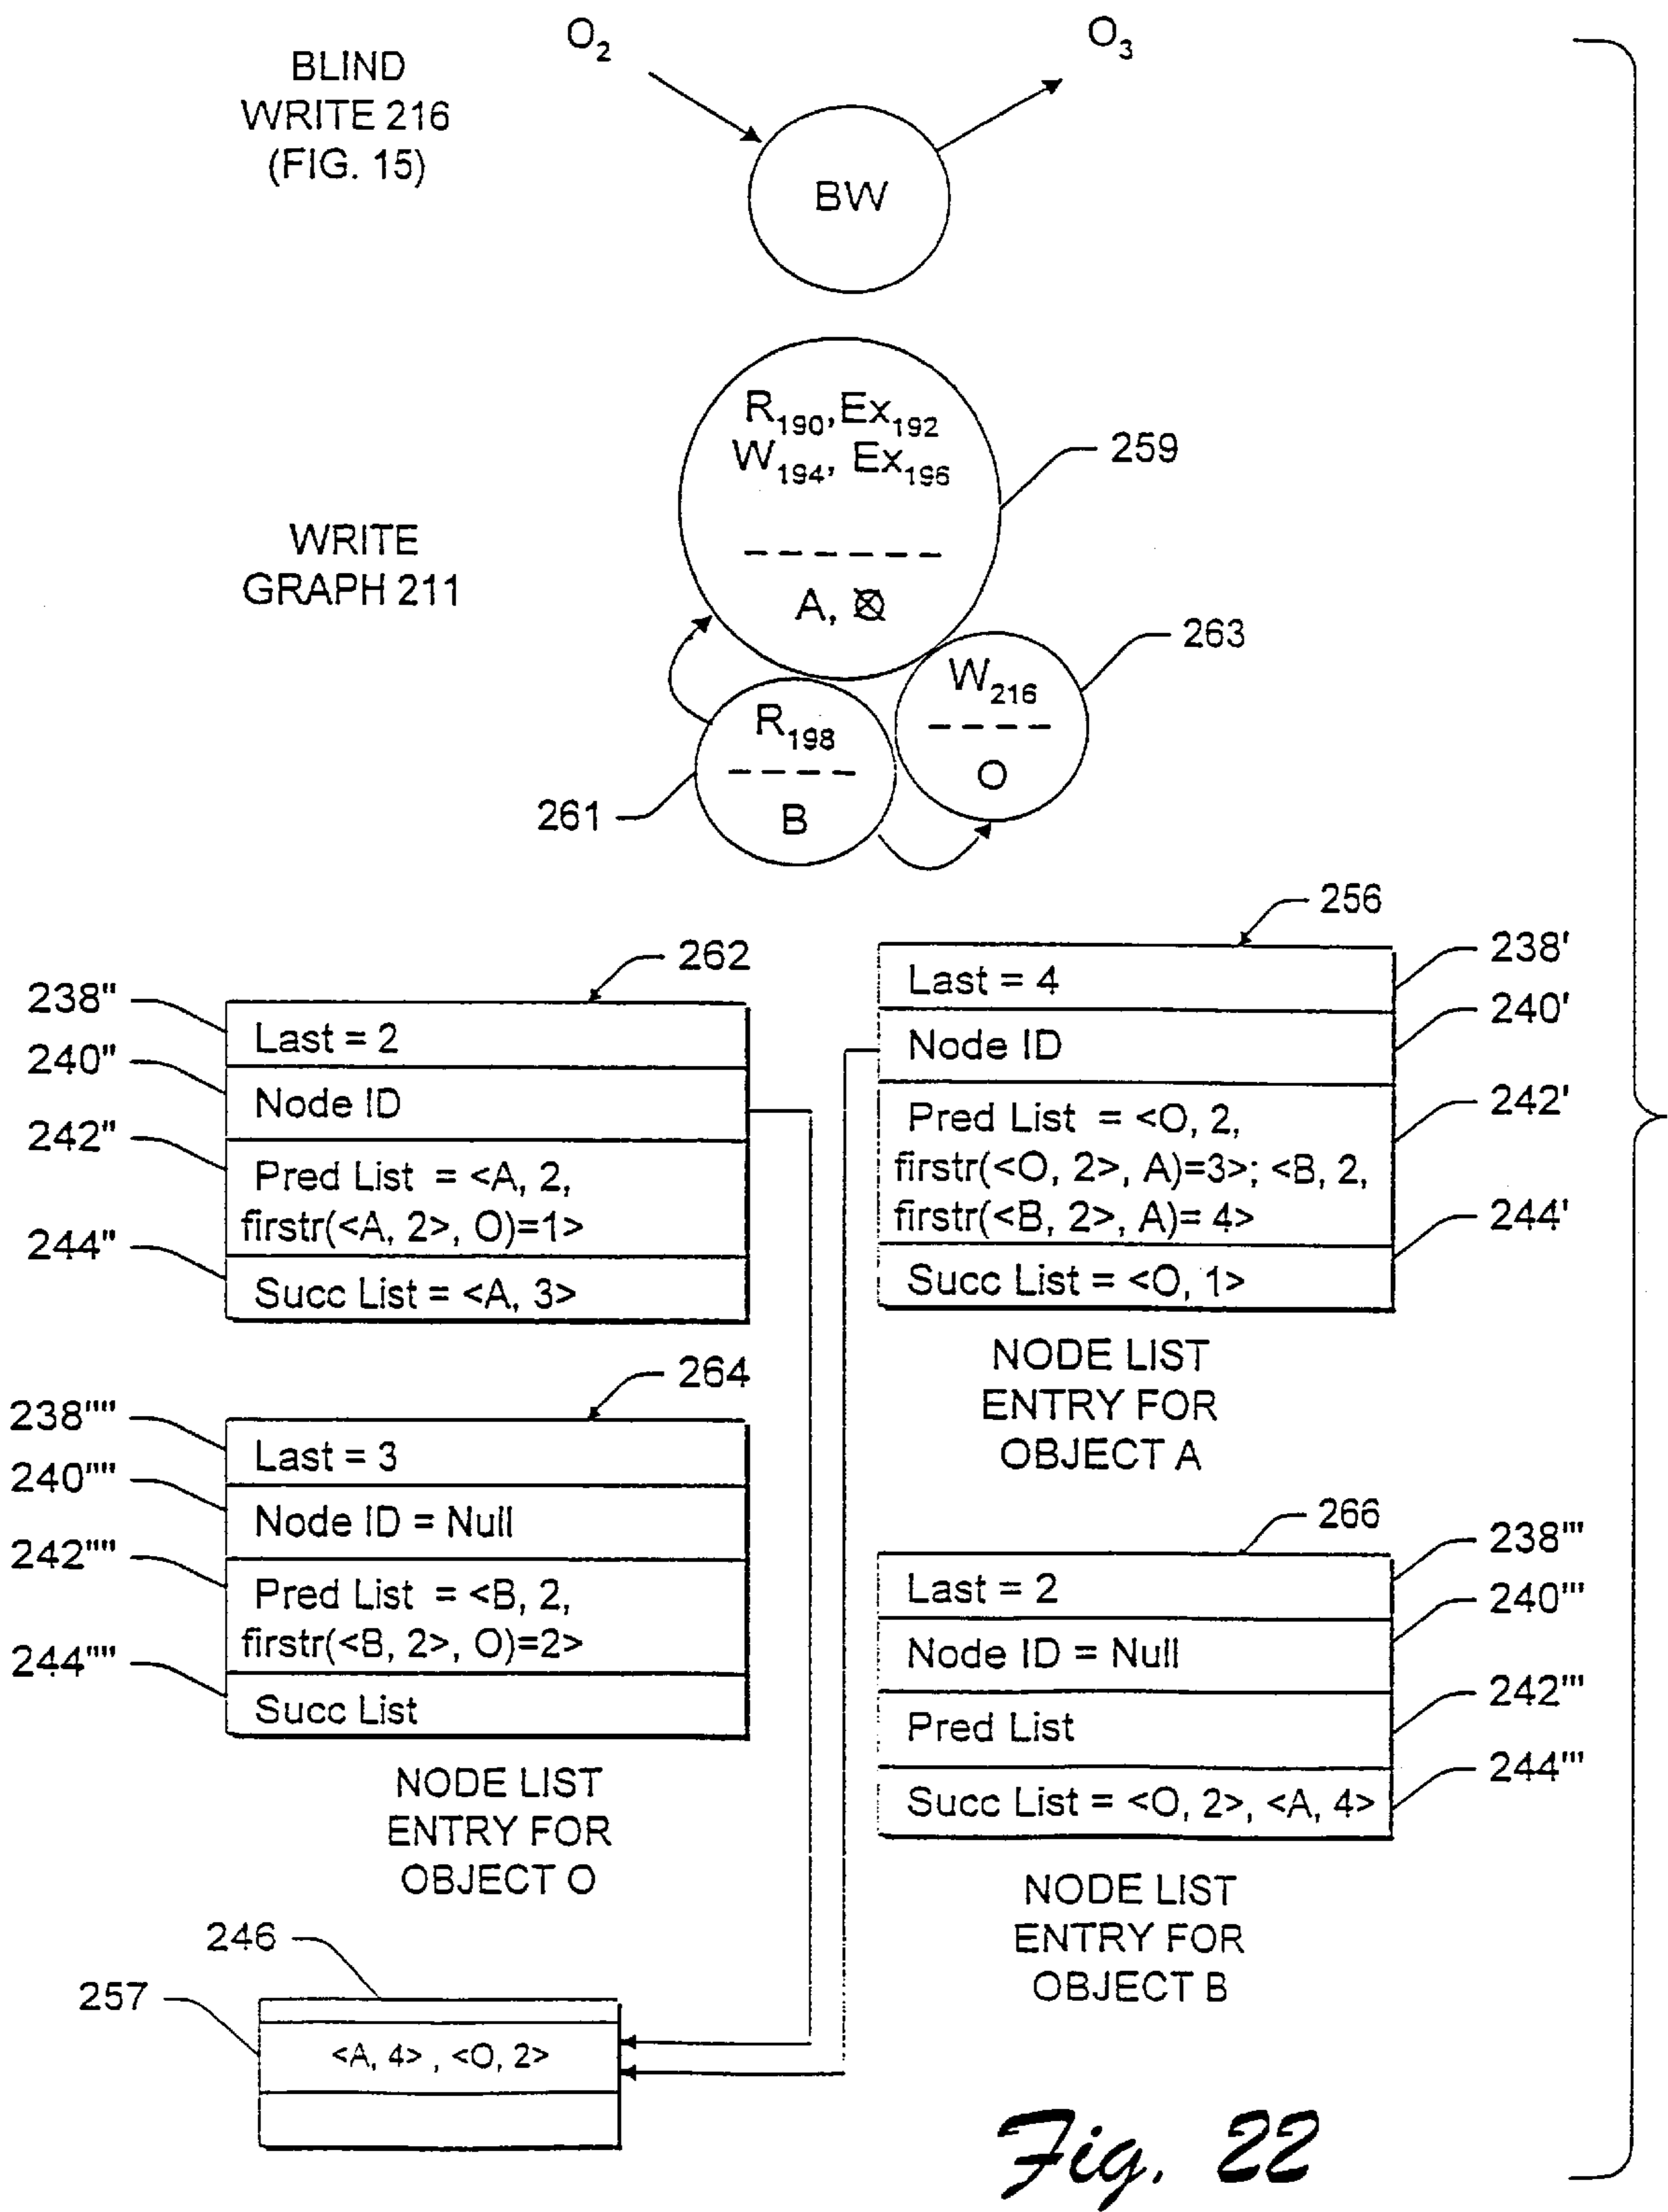 O2
O3
BLIND
WRITE 216
(FIG. 15)
BW
R190, Ex192
W194, Ex196
259
WRITE
GRAPH 211
A, O
263
W216
O
R198
B
261
256
262
238'
Last = 4
238"
Last = 2
240'
Node ID
240"
Node ID
242'
Pred List = <O, 2,
firstr(<O, 2>, A)=3>; <B, 2,
firstr(<B, 2>, A)= 4>
242"
Pred List = <A, 2,
firstr(<A, 2>, O)=1>
244'
Succ List = <O, 1>
244"
Succ List = <A, 3>
NODE LIST
ENTRY FOR
OBJECT A
264
238""
Last = 3
240""
Node ID = Null
242""
Pred List = <B, 2,
firstr(<B, 2>, O)=2>
244""
Succ List
NODE LIST
ENTRY FOR
OBJECT O
266
238'''
Last = 2
240'''
Node ID = Null
242'''
Pred List
244'''
Succ List = <O, 2>, <A, 4>
NODE LIST
ENTRY FOR
OBJECT B
246
257
<A, 4> , <O, 2>
Fig. 22